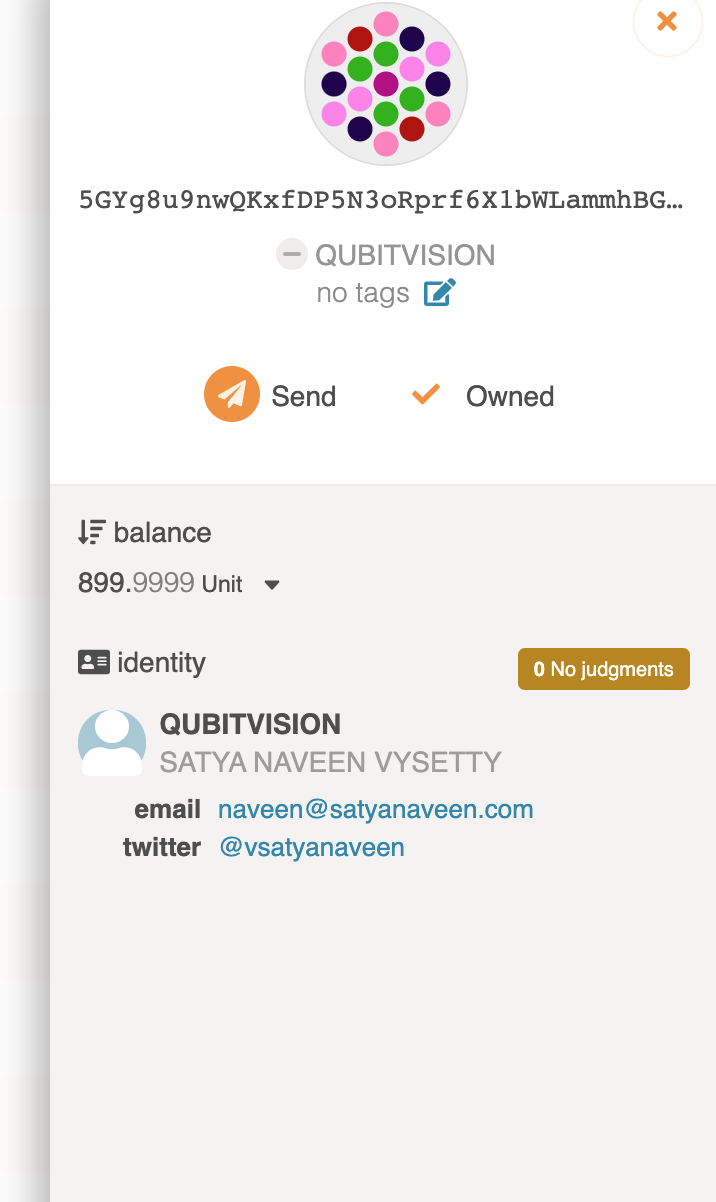 5GYg8u9nwQKxfDP5N3oRprf6X1bWLammhBG…
QUBITVISION
no tags
Send
Owned
balance
899.9999 Unit
identity
0 No judgments
QUBITVISION
SATYA NAVEEN VYSETTY
email naveen@satyanaveen.com
twitter @vsatyanaveen